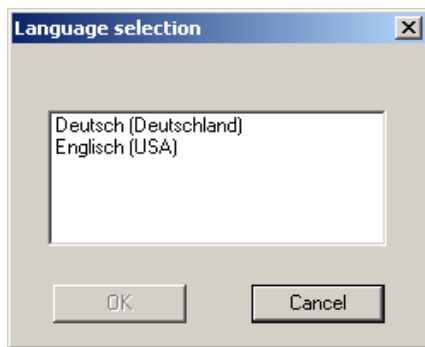 Language selection
Deutsch (Deutschland)
Englisch (USA)
OK
Cancel